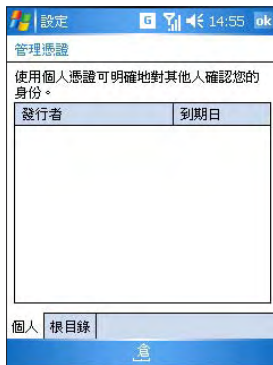 設定 G 14:55 ok
管理憑證
使用個人憑證可明確地對其他人確認您的
身份。
發行者 到期日
個人 根目錄
倉